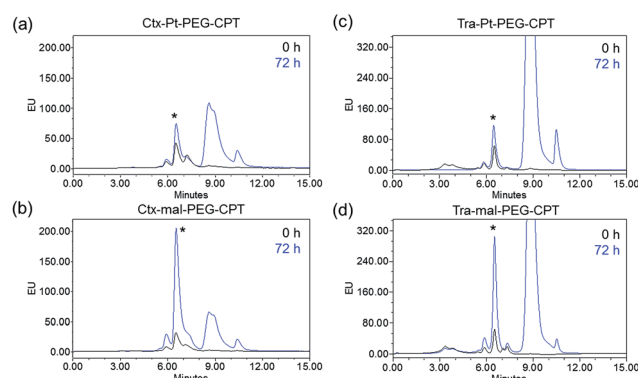 (a) Ctx-Pt-PEG-CPT
200.00
150.00
100.00
50.00
0.00
EU
0 h
72 h
*
0.00 3.00 6.00 9.00 12.00 15.00
Minutes
(b) Ctx-mal-PEG-CPT
200.00
150.00
100.00
50.00
0.00
EU
0 h
72 h
*
0.00 3.00 6.00 9.00 12.00 15.00
Minutes
(c) Tra-Pt-PEG-CPT
320.00
240.00
160.00
80.00
0.00
EU
0 h
72 h
*
0.00 3.00 6.00 9.00 12.00 15.00
Minutes
(d) Tra-mal-PEG-CPT
320.00
240.00
160.00
80.00
0.00
EU
0 h
72 h
*
0.00 3.00 6.00 9.00 12.00 15.00
Minutes